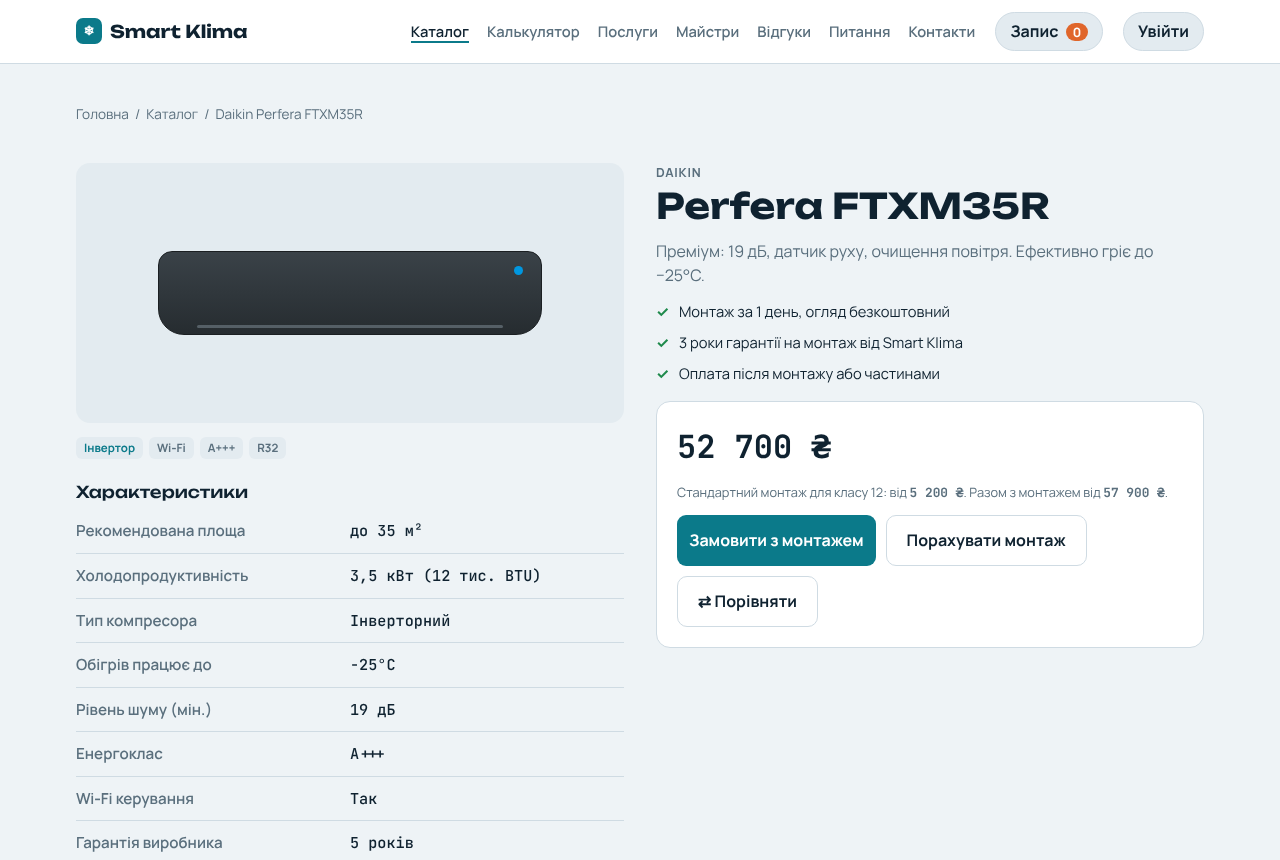 Smart Klima
Каталог
Калькулятор
Послуги
Майстри
Відгуки
Питання
Контакти
Запис 0
Увійти
Головна / Каталог / Daikin Perfera FTXM35R
Інвертор
Wi-Fi
A+++
R32
Характеристики
Рекомендована площа до 35 м²
Холодопродуктивність 3,5 кВт (12 тис. BTU)
Тип компресора Інверторний
Обігрів працює до -25°C
Рівень шуму (мін.) 19 дБ
Енергоклас A+++
Wi-Fi керування Так
Гарантія виробника 5 років
DAIKIN
Perfera FTXM35R
Преміум: 19 дБ, датчик руху, очищення повітря. Ефективно гріє до
−25°C.
✓ Монтаж за 1 день, огляд безкоштовний
✓ 3 роки гарантії на монтаж від Smart Klima
✓ Оплата після монтажу або частинами
52 700 ₴
Стандартний монтаж для класу 12: від 5 200 ₴. Разом з монтажем від 57 900 ₴.
Замовити з монтажем
Порахувати монтаж
⇄ Порівняти